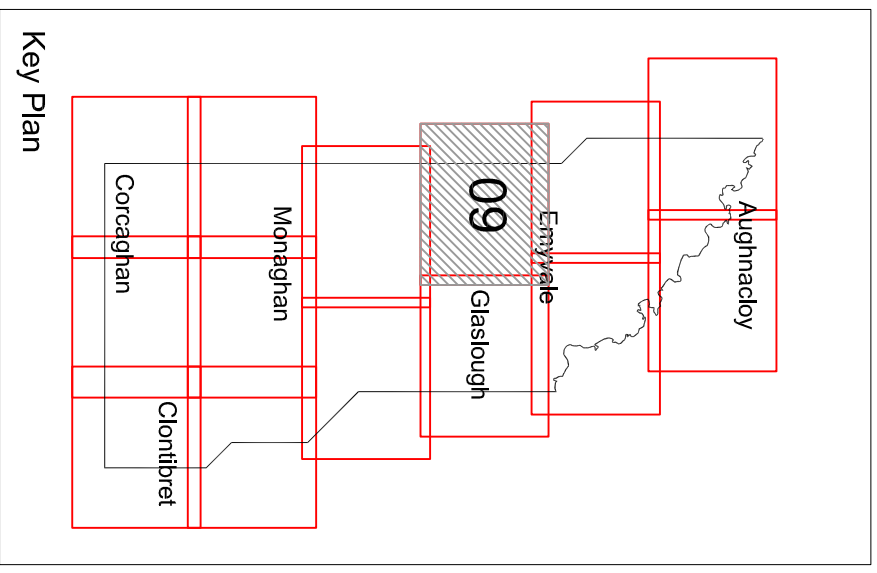 Aughnacloy
Emyvale
09
Glaslough
Monaghan
Clontibret
Corcaghan
Key Plan